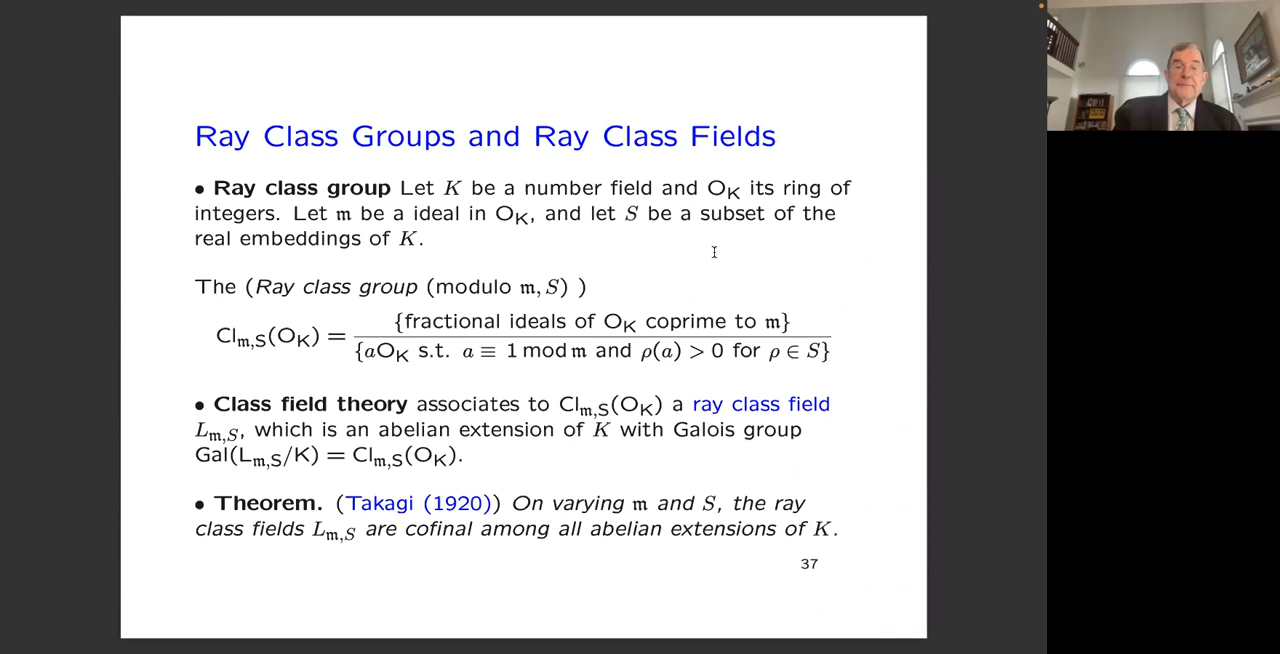 Ray Class Groups and Ray Class Fields
• Ray class group Let K be a number field and O_K its ring of
integers. Let 𝔪 be a ideal in O_K, and let S be a subset of the
real embeddings of K.
The (Ray class group (modulo 𝔪, S) )
Cl_{𝔪,S}(O_K) = {fractional ideals of O_K coprime to 𝔪} / {aO_K s.t. a ≡ 1 mod 𝔪 and ρ(a) > 0 for ρ ∈ S}
• Class field theory associates to Cl_{𝔪,S}(O_K) a ray class field
L_{𝔪,S}, which is an abelian extension of K with Galois group
Gal(L_{𝔪,S}/K) = Cl_{𝔪,S}(O_K).
• Theorem. (Takagi (1920)) On varying 𝔪 and S, the ray
class fields L_{𝔪,S} are cofinal among all abelian extensions of K.
37